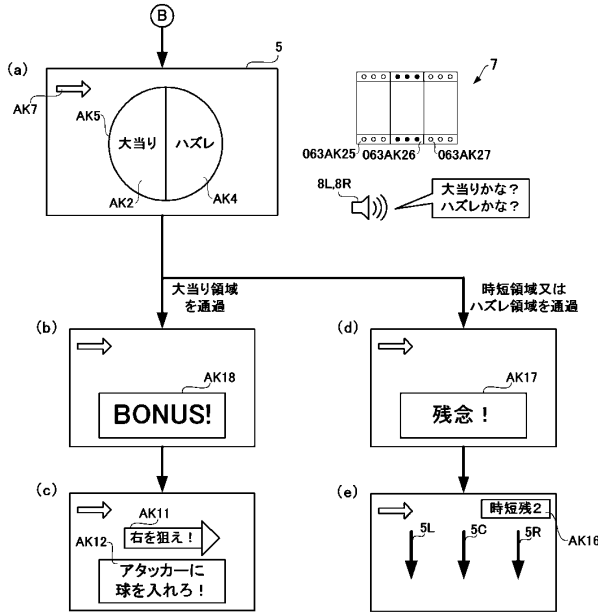 B
(a)
5
AK7
AK5
大当り
ハズレ
AK2
AK4
7
063AK25
063AK26
063AK27
8L,8R
大当りかな?
ハズレかな?
大当り領域
を通過
時短領域又は
ハズレ領域を通過
(b)
AK18
BONUS!
(d)
AK17
残念!
(c)
AK11
右を狙え!
AK12
アタッカーに
球を入れろ!
(e)
時短残2
AK16
5L
5C
5R